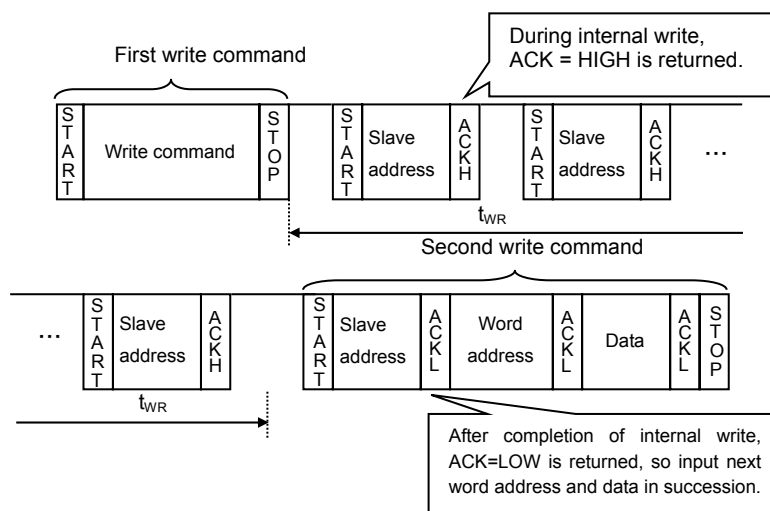 First write command
During internal write,
ACK = HIGH is returned.
START
Write command
STOP
START
Slave
address
ACKH
START
Slave
address
ACKH
...
tWR
Second write command
...
START
Slave
address
ACKH
START
Slave
address
ACKL
Word
address
ACKL
Data
ACKL
STOP
tWR
After completion of internal write,
ACK=LOW is returned, so input next
word address and data in succession.